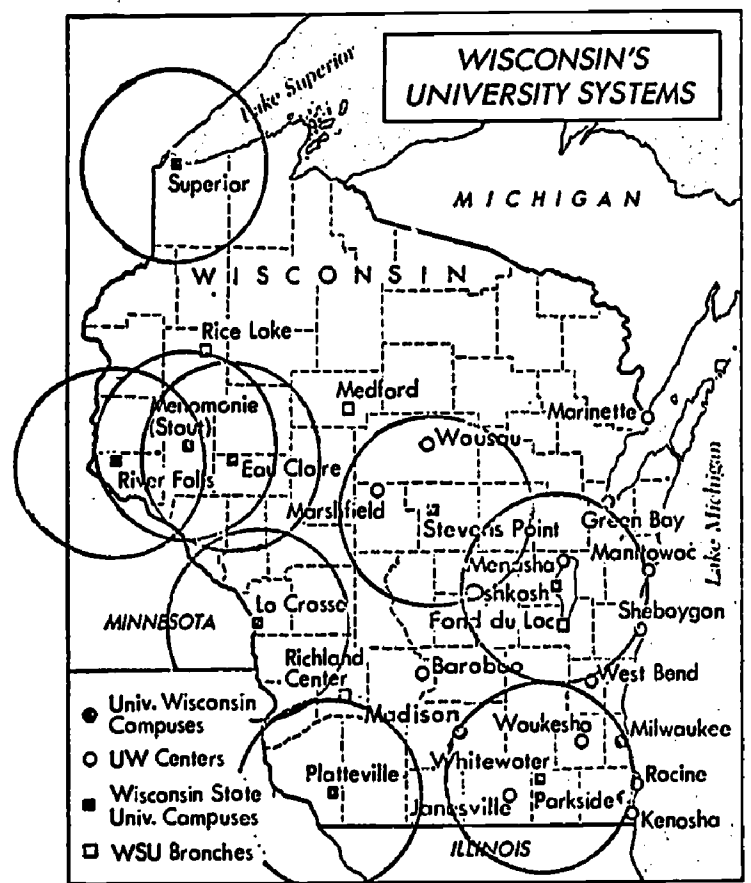 WISCONSIN'S
UNIVERSITY SYSTEMS
Lake Superior
Superior
MICHIGAN
WISCONSIN
Rice Lake
Medford
Menomonie
(Stout)
Wausau
Marinette
River Falls
Eau Claire
Marshfield
Stevens Point
Green Bay
Lake Michigan
Menasha
Manitowoc
Oshkosh
MINNESOTA
La Crosse
Fond du Lac
Sheboygan
Richland
Center
Baraboo
West Bend
Madison
Waukesha
Milwaukee
Whitewater
Platteville
Janesville
Parkside
Racine
Kenosha
ILLINOIS
Univ. Wisconsin
Campuses
UW Centers
Wisconsin State
Univ. Campuses
WSU Branches